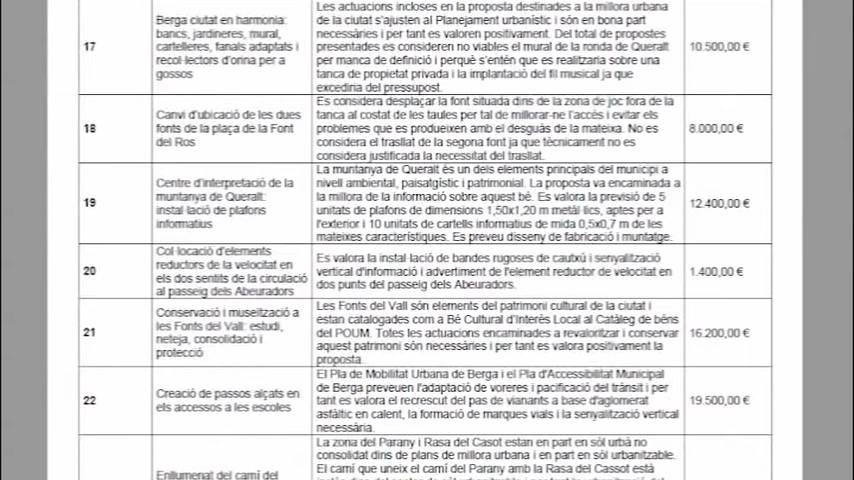 17
Berga ciutat en harmonia:
bancs, jardineres, mural,
cartelleres, fanals adaptats i
recol·lectors d'orina per a
gossos
Les actuacions incloses en la proposta destinades a la millora urbana
de la ciutat s'ajusten al Planejament urbanístic i són en bona part
necessàries i per tant es valoren positivament. Del total de propostes
presentades es consideren no viables el mural de la ronda de Queralt
per manca de definició i perquè s'entén que es realitzaria sobre una
tanca de propietat privada i la implantació del fil musical ja que
excediria del pressupost.
10.500,00 €
18
Canvi d'ubicació de les dues
fonts de la plaça de la Font
del Ros
Es considera desplaçar la font situada dins de la zona de joc fora de la
tanca al costat de les taules per tal de millorar-ne l'accés i evitar els
problemes que es produeixen amb el desguàs de la mateixa. No es
considera el trasllat de la segona font ja que tècnicament no es
considera justificada la necessitat del trasllat.
8.000,00 €
19
Centre d'interpretació de la
muntanya de Queralt:
instal·lació de plafons
informatius
La muntanya de Queralt és un dels elements principals del municipi a
nivell ambiental, paisatgístic i patrimonial. La proposta va encaminada a
la millora de la informació sobre aquest bé. Es valora la previsió de 5
unitats de plafons de dimensions 1,50x1,20 m metàl·lics, aptes per a
l'exterior i 10 unitats de cartells informatius de mida 0,5x0,7 m de les
mateixes característiques. Es preveu disseny de fabricació i muntatge.
12.400,00 €
20
Col·locació d'elements
reductors de la velocitat en
els dos sentits de la circulació
al passeig dels Abeuradors
Es valora la instal·lació de bandes rugoses de cautxú i senyalització
vertical d'informació i advertiment de l'element reductor de velocitat en
dos punts del passeig dels Abeuradors.
1.400,00 €
21
Conservació i museïtzació a
les Fonts del Vall: estudi,
neteja, consolidació i
protecció
Les Fonts del Vall són elements del patrimoni cultural de la ciutat i
estan catalogades com a Bé Cultural d'Interès Local al Catàleg de béns
del POUM. Totes les actuacions encaminades a revaloritzar i conservar
aquest patrimoni són necessàries i per tant es valora positivament la
proposta.
16.200,00 €
22
Creació de passos alçats en
els accessos a les escoles
El Pla de Mobilitat Urbana de Berga i el Pla d'Accessibilitat Municipal
de Berga preveuen l'adaptació de voreres i pacificació del trànsit i per
tant es valora el recrescut del pas de vianants a base d'aglomerat
asfàltic en calent, la formació de marques vials i la senyalització vertical
necessària.
19.500,00 €
Enllumenat del camí del
La zona del Parany i Rasa del Casot estan en part en sòl urbà no
consolidat dins de plans de millora urbana i en part en sòl urbanitzable.
El camí que uneix el camí del Parany amb la Rasa del Cassot està